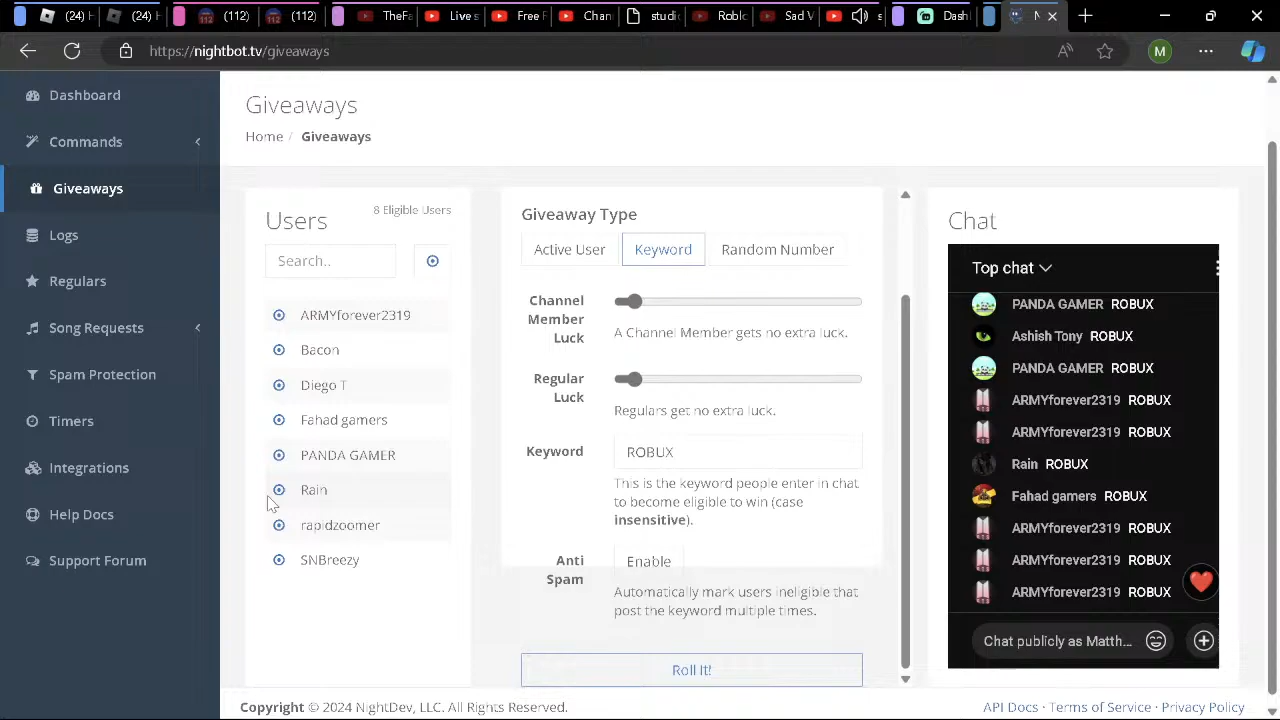 (24) H
(24)
(112)
(112)
TheFa
Live s
Free F
Chan
studi
Roblo
Sad V
s
Dash
N
https://nightbot.tv/giveaways
M
Dashboard
Commands
Giveaways
Logs
Regulars
Song Requests
Spam Protection
Timers
Integrations
Help Docs
Support Forum
Giveaways
Home / Giveaways
Users
8 Eligible Users
Search..
ARMYforever2319
Bacon
Diego T
Fahad gamers
PANDA GAMER
Rain
rapidzoomer
SNBreezy
Giveaway Type
Active User Keyword Random Number
Channel
Member
Luck
A Channel Member gets no extra luck.
Regular
Luck
Regulars get no extra luck.
Keyword
ROBUX
This is the keyword people enter in chat
to become eligible to win (case
insensitive).
Anti
Spam
Enable
Automatically mark users ineligible that
post the keyword multiple times.
Roll It!
Chat
Top chat
PANDA GAMER ROBUX
Ashish Tony ROBUX
PANDA GAMER ROBUX
ARMYforever2319 ROBUX
ARMYforever2319 ROBUX
Rain ROBUX
Fahad gamers ROBUX
ARMYforever2319 ROBUX
ARMYforever2319 ROBUX
ARMYforever2319 ROBUX
Chat publicly as Matth...
Copyright © 2024 NightDev, LLC. All Rights Reserved.
API Docs · Terms of Service · Privacy Policy